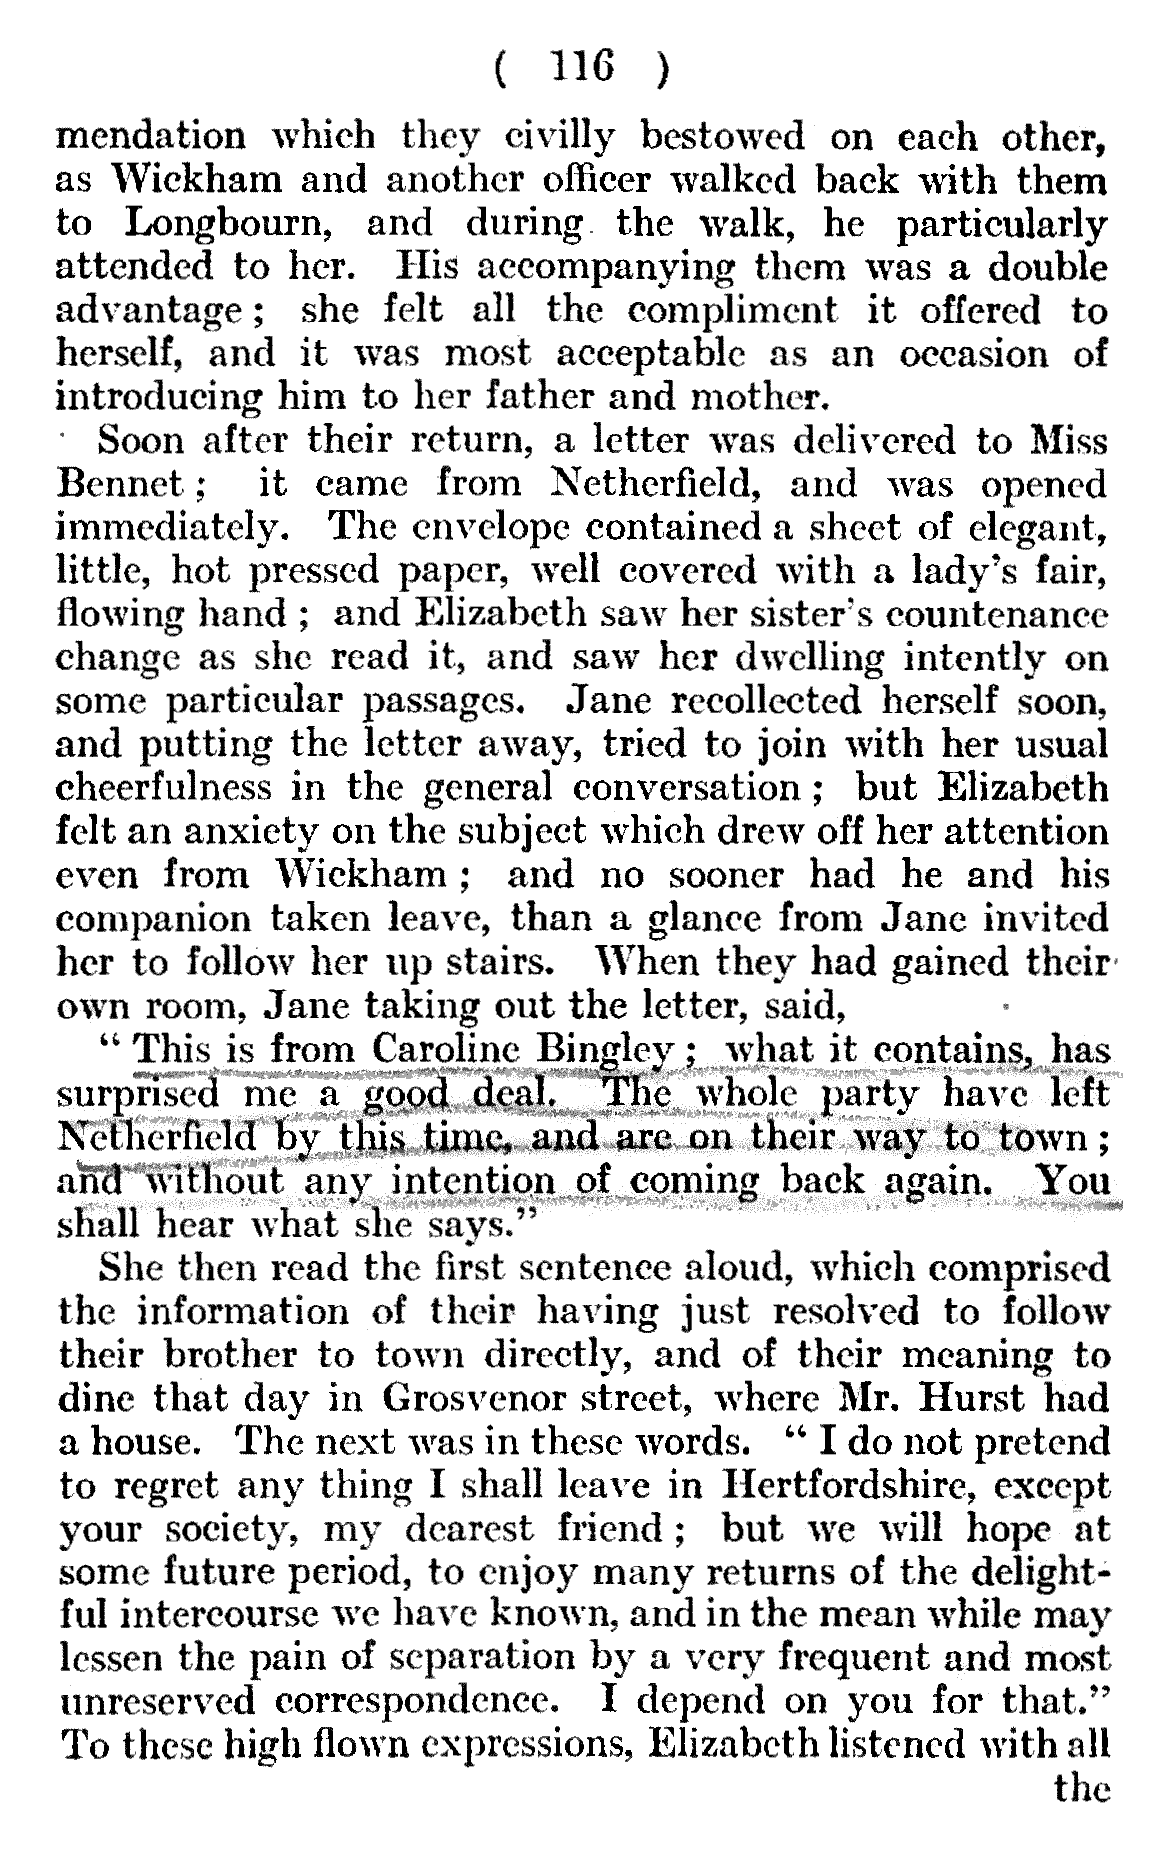 ( 116 )
mendation which they civilly bestowed on each other,
as Wickham and another officer walked back with them
to Longbourn, and during the walk, he particularly
attended to her. His accompanying them was a double
advantage; she felt all the compliment it offered to
herself, and it was most acceptable as an occasion of
introducing him to her father and mother.
Soon after their return, a letter was delivered to Miss
Bennet; it came from Netherfield, and was opened
immediately. The envelope contained a sheet of elegant,
little, hot pressed paper, well covered with a lady's fair,
flowing hand; and Elizabeth saw her sister's countenance
change as she read it, and saw her dwelling intently on
some particular passages. Jane recollected herself soon,
and putting the letter away, tried to join with her usual
cheerfulness in the general conversation; but Elizabeth
felt an anxiety on the subject which drew off her attention
even from Wickham; and no sooner had he and his
companion taken leave, than a glance from Jane invited
her to follow her up stairs. When they had gained their
own room, Jane taking out the letter, said,
"This is from Caroline Bingley; what it contains, has
surprised me a good deal. The whole party have left
Netherfield by this time, and are on their way to town;
and without any intention of coming back again. You
shall hear what she says."
She then read the first sentence aloud, which comprised
the information of their having just resolved to follow
their brother to town directly, and of their meaning to
dine that day in Grosvenor street, where Mr. Hurst had
a house. The next was in these words. "I do not pretend
to regret any thing I shall leave in Hertfordshire, except
your society, my dearest friend; but we will hope at
some future period, to enjoy many returns of the delight-
ful intercourse we have known, and in the mean while may
lessen the pain of separation by a very frequent and most
unreserved correspondence. I depend on you for that."
To these high flown expressions, Elizabeth listened with all
the